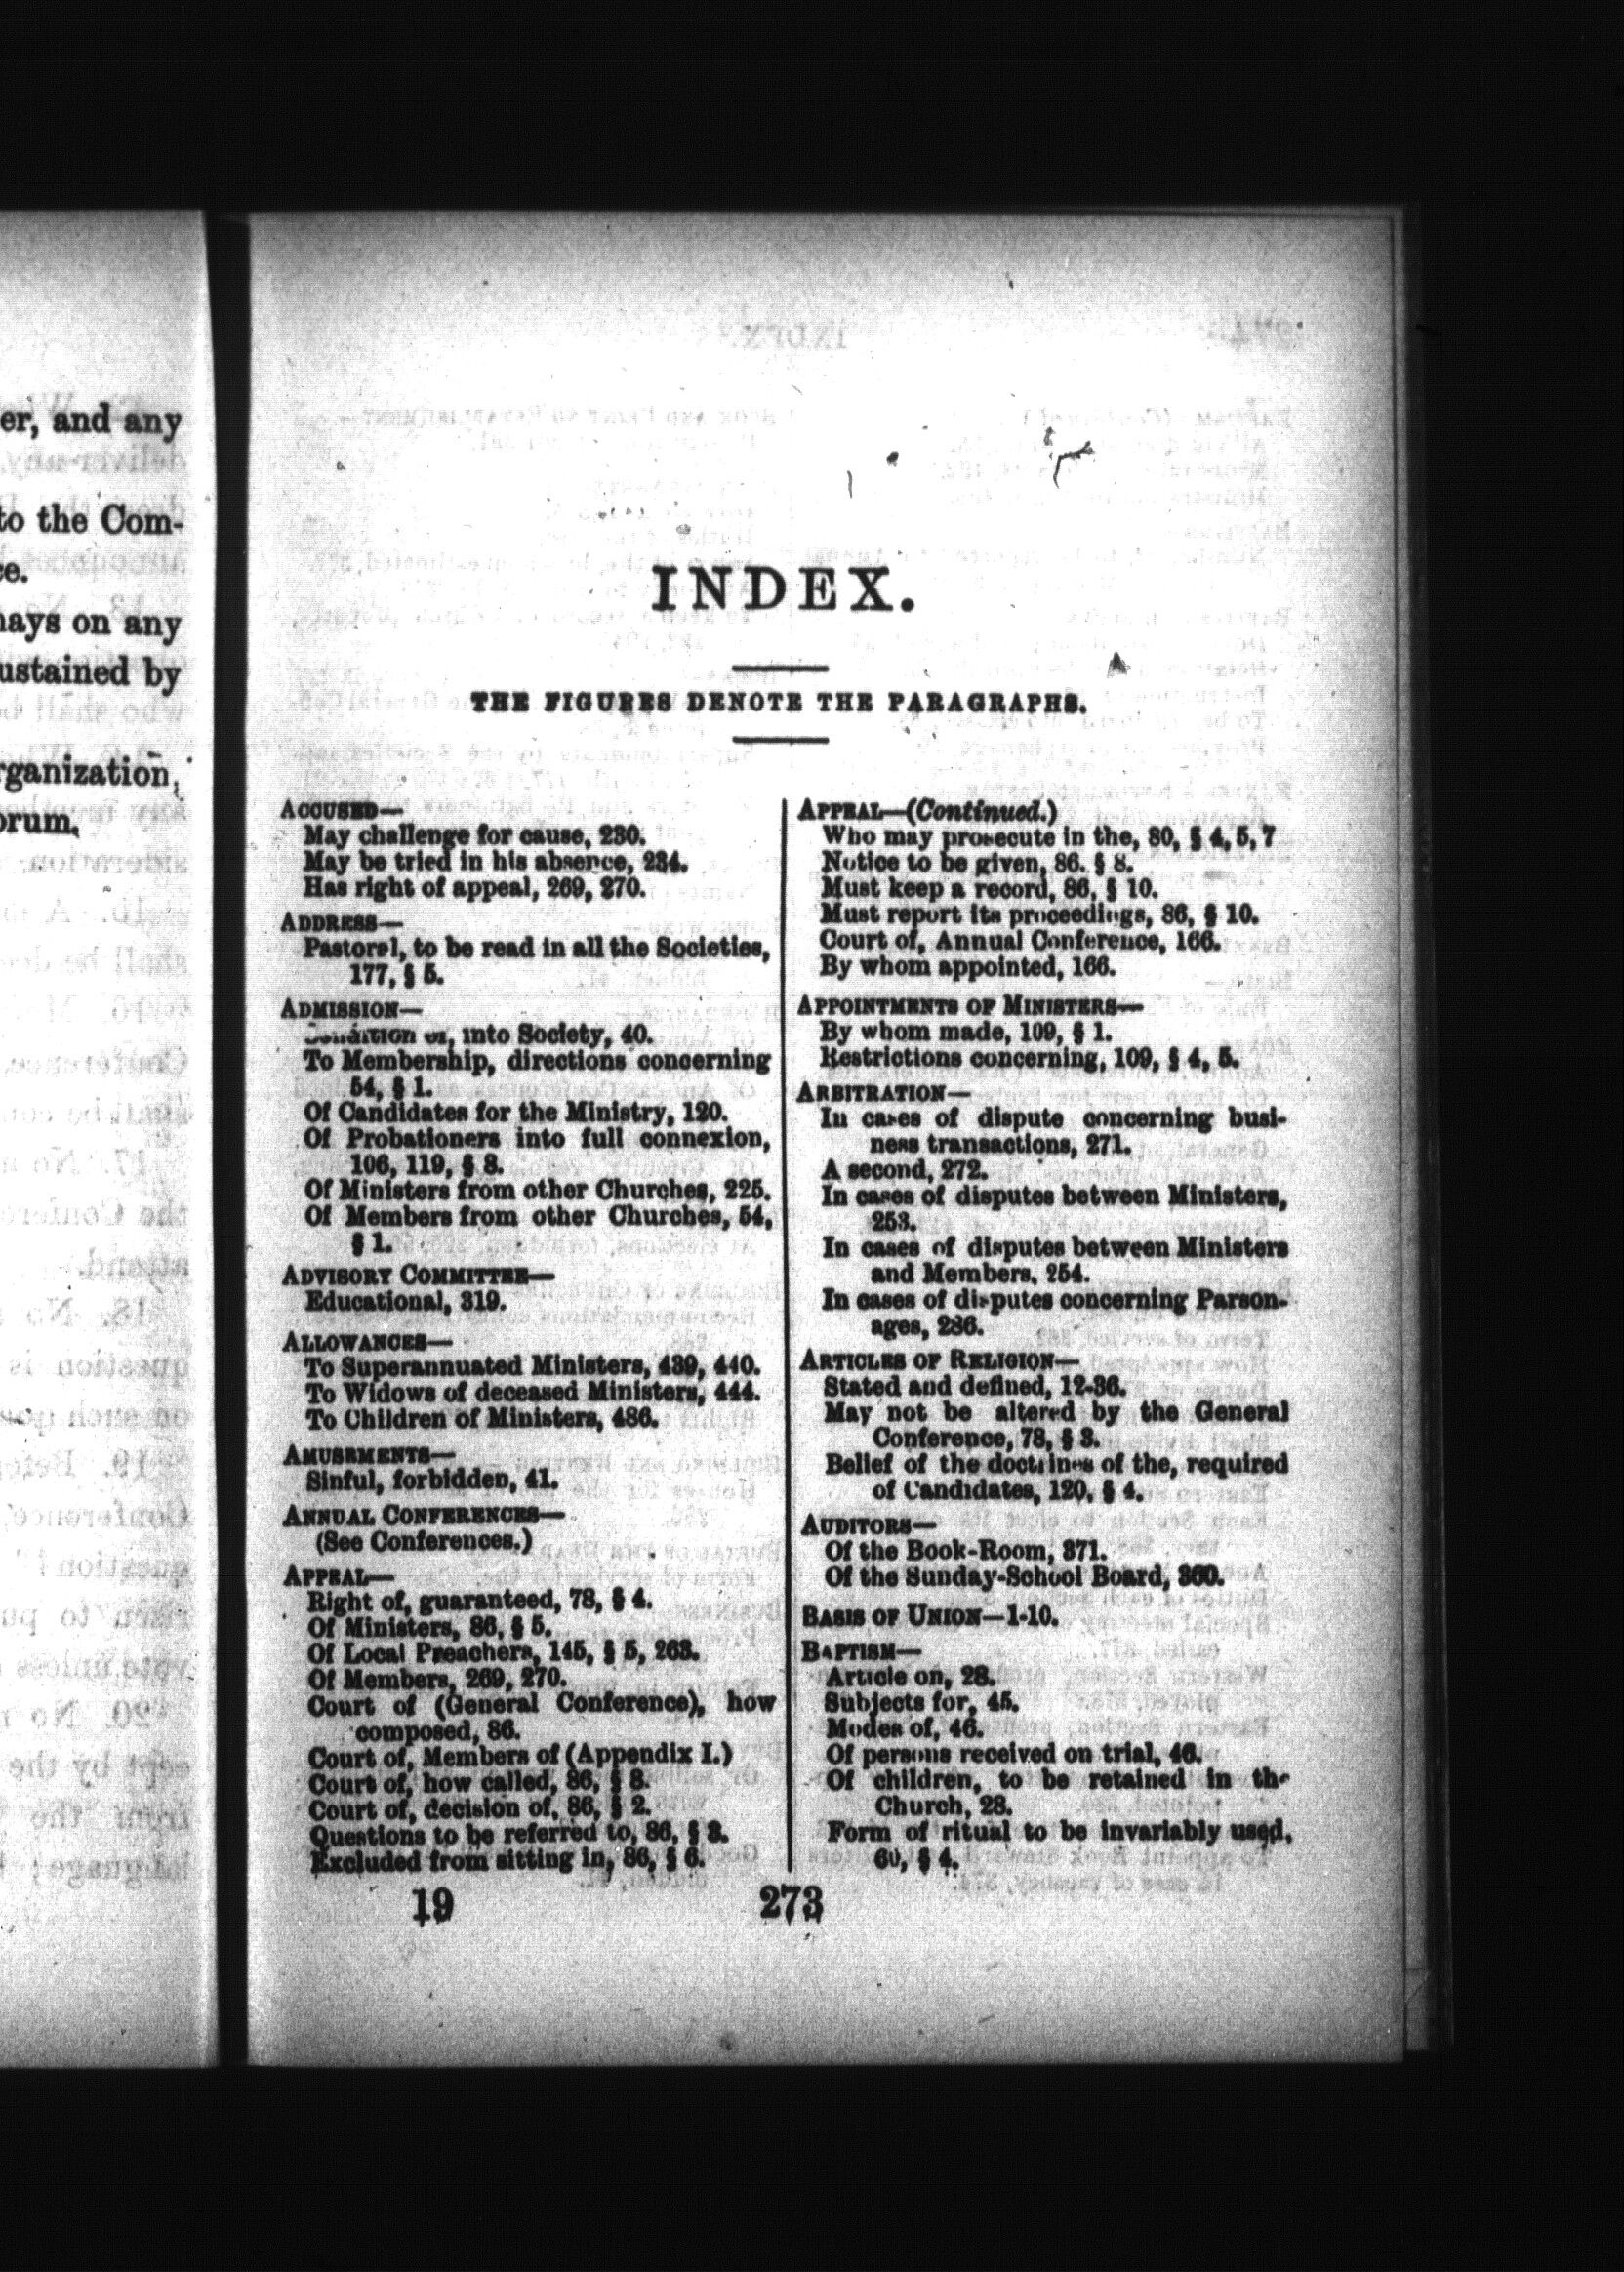 er, and any
to the Com-
ce.
nays on any
ustained by
rganization,
orum.
INDEX.
THE FIGURES DENOTE THE PARAGRAPHS.
ACCUSED—
May challenge for cause, 230.
May be tried in his absence, 234.
Has right of appeal, 269, 270.
ADDRESS—
Pastoral, to be read in all the Societies,
177, § 5.
ADMISSION—
into Society, 40.
To Membership, directions concerning
54, § 1.
Of Candidates for the Ministry, 120.
Of Probationers into full connexion,
106, 119, § 8.
Of Ministers from other Churches, 225.
Of Members from other Churches, 54,
§ 1.
ADVISORY COMMITTEE—
Educational, 319.
ALLOWANCES—
To Superannuated Ministers, 439, 440.
To Widows of deceased Ministers, 444.
To Children of Ministers, 486.
AMUSEMENTS—
Sinful, forbidden, 41.
ANNUAL CONFERENCES—
(See Conferences.)
APPEAL—
Right of, guaranteed, 78, § 4.
Of Ministers, 86, § 5.
Of Local Preachers, 145, § 5, 263.
Of Members, 269, 270.
Court of (General Conference), how
composed, 86.
Court of, Members of (Appendix I.)
Court of, how called, 86, § 8.
Court of, decision of, 86, § 2.
Questions to be referred to, 86, § 3.
Excluded from sitting in, 86, § 6.
APPEAL—(Continued.)
Who may prosecute in the, 80, § 4, 5, 7
Notice to be given, 86. § 8.
Must keep a record, 86, § 10.
Must report its proceedings, 86, § 10.
Court of, Annual Conference, 166.
By whom appointed, 166.
APPOINTMENTS OF MINISTERS—
By whom made, 109, § 1.
Restrictions concerning, 109, § 4, 5.
ARBITRATION—
In cases of dispute concerning busi-
ness transactions, 271.
A second, 272.
In cases of disputes between Ministers,
253.
In cases of disputes between Ministers
and Members, 254.
In cases of disputes concerning Parson-
ages, 286.
ARTICLES OF RELIGION—
Stated and defined, 12-36.
May not be altered by the General
Conference, 78, § 3.
Belief of the doctrines of the, required
of Candidates, 120, § 4.
AUDITORS—
Of the Book-Room, 371.
Of the Sunday-School Board, 360.
BASIS OF UNION—1-10.
BAPTISM—
Article on, 28.
Subjects for, 45.
Modes of, 46.
Of persons received on trial, 46.
Of children, to be retained in the
Church, 28.
Form of ritual to be invariably used,
60, § 4.
19 273